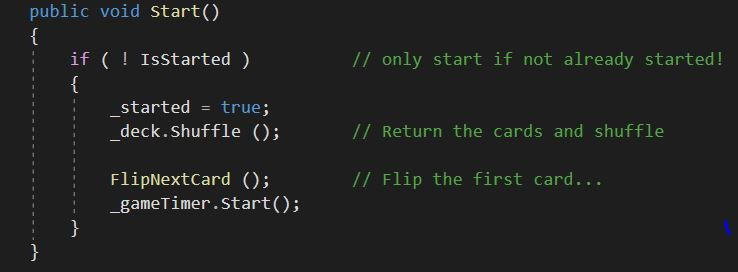 public void Start()
{
if ( ! IsStarted ) // only start if not already started!
{
_started = true;
_deck.Shuffle (); // Return the cards and shuffle
FlipNextCard (); // Flip the first card...
_gameTimer.Start();
}
}